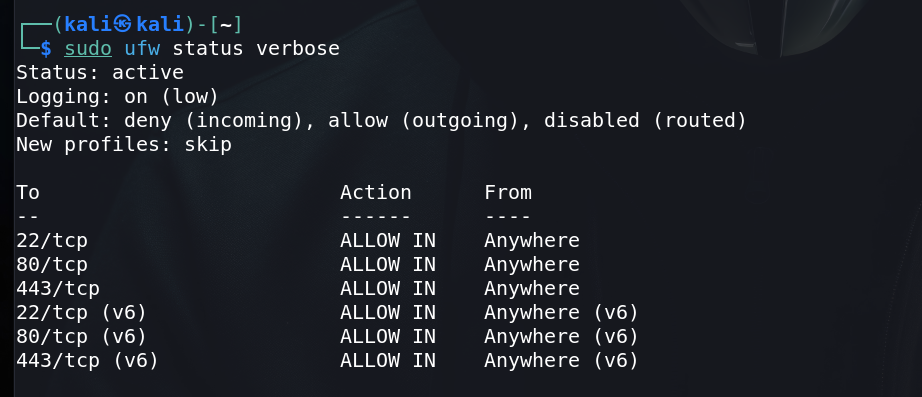 ┌──(kali㉿kali)-[~]
└─$ sudo ufw status verbose
Status: active
Logging: on (low)
Default: deny (incoming), allow (outgoing), disabled (routed)
New profiles: skip

To                         Action      From
--                         ------      ----
22/tcp                     ALLOW IN    Anywhere
80/tcp                     ALLOW IN    Anywhere
443/tcp                    ALLOW IN    Anywhere
22/tcp (v6)                ALLOW IN    Anywhere (v6)
80/tcp (v6)                ALLOW IN    Anywhere (v6)
443/tcp (v6)               ALLOW IN    Anywhere (v6)